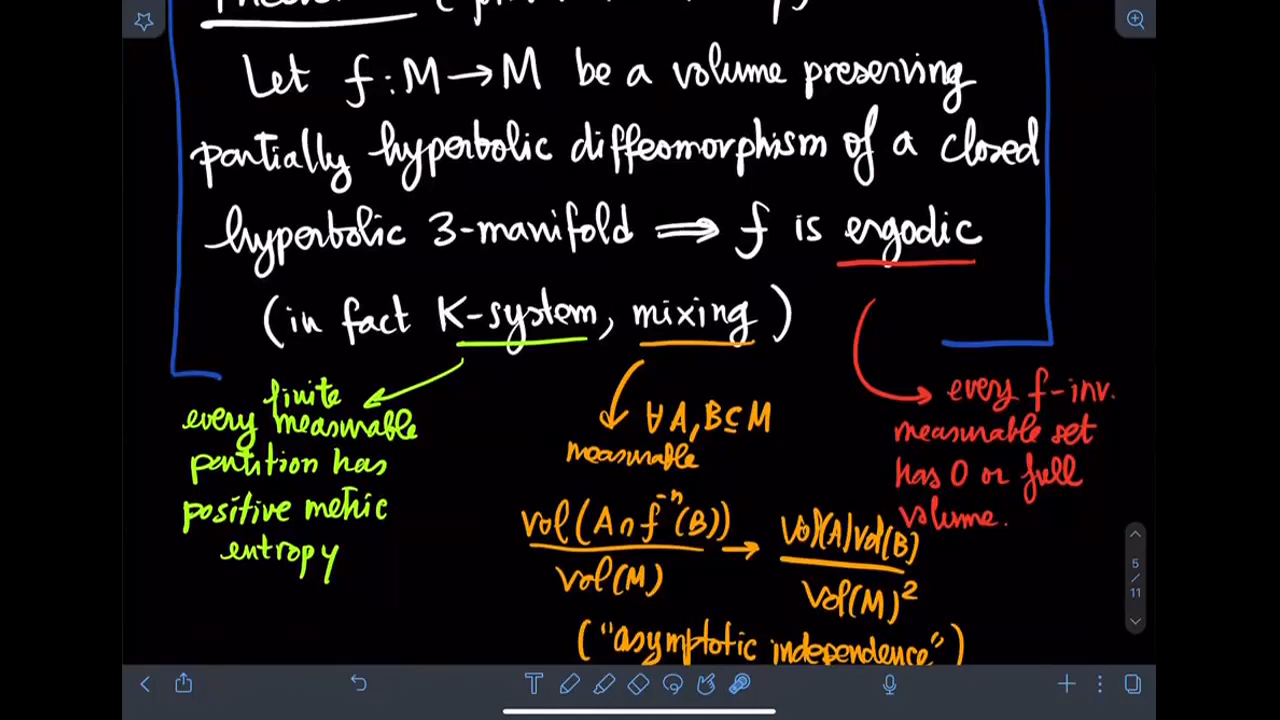 Let f : M → M be a volume preserving
partially hyperbolic diffeomorphism of a closed
hyperbolic 3-manifold ⟹ f is ergodic
(in fact K-system, mixing)
finite
every measurable
partition has
positive metric
entropy
∀ A, B ⊆ M
measurable
vol(A ∩ f⁻ⁿ(B))
vol(M)
→
vol(A) vol(B)
vol(M)²
("asymptotic independence")
every f-inv.
measurable set
has 0 or full
volume.
5
/
11
T